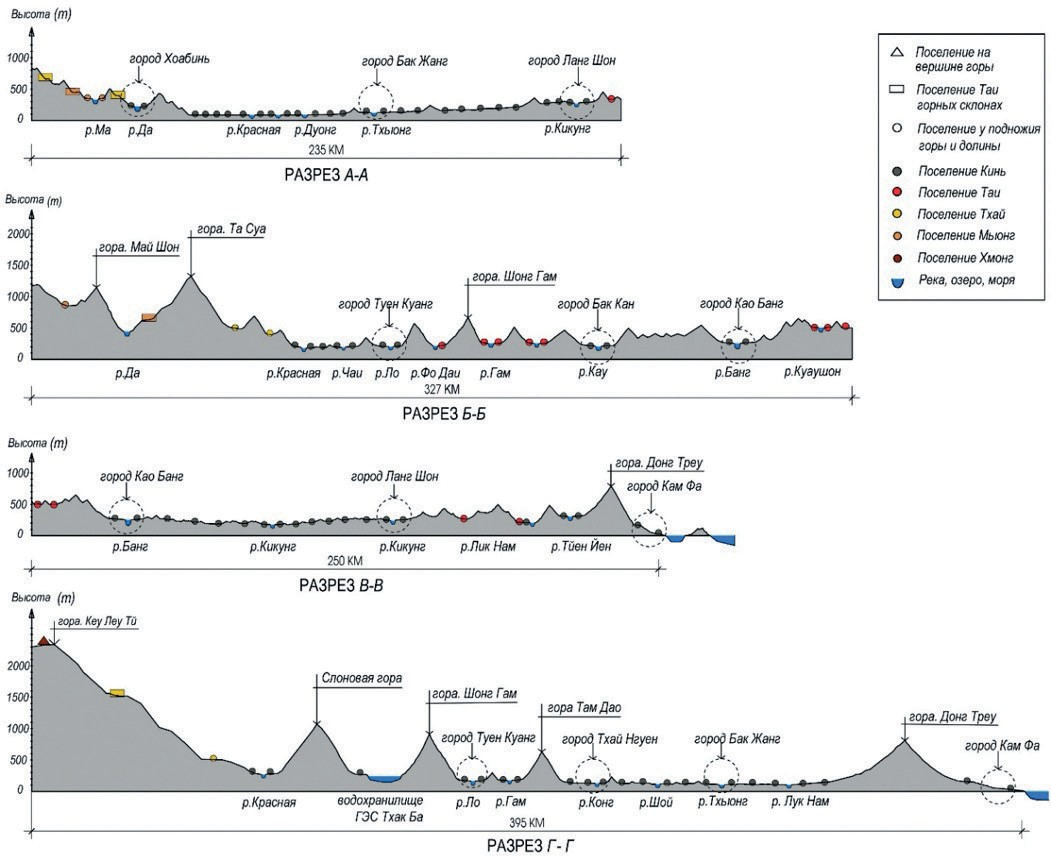 Высота (m)
город Хоабинь
город Бак Жанг
город Ланг Шон
1000
500
0
р.Ма
р.Да
р.Красная
р.Дуонг
р.Тхыонг
р.Кикунг
235 KM
РАЗРЕЗ А-А
Высота (m)
гора. Та Суа
гора. Май Шон
гора. Шонг Гам
город Туен Куанг
город Бак Кан
город Као Банг
2000
1500
1000
500
0
р.Да
р.Красная
р.Чаи
р.Ло
р.Фо Даи
р.Гам
р.Кау
р.Банг
р.Куаушон
327 KM
РАЗРЕЗ Б-Б
Высота (m)
гора. Донг Треу
город Као Банг
город Ланг Шон
город Кам Фа
1000
500
0
р.Банг
р.Кикунг
р.Кикунг
р.Лик Нам
р.Тйен Йен
250 KM
РАЗРЕЗ В-В
Высота (m)
гора. Кеу Леу Тй
Слоновая гора
гора. Шонг Гам
гора Там Дао
гора. Донг Треу
город Туен Куанг
город Тхай Нгуен
город Бак Жанг
город Кам Фа
2000
1500
1000
500
0
р.Красная
водохранилище
ГЭС Тхак Ба
р.Ло
р.Гам
р.Конг
р.Шой
р.Тхыонг
р. Лук Нам
395 KM
РАЗРЕЗ Г- Г
Поселение на
вершине горы
Поселение Таи
горных склонах
Поселение у подножия
горы и долины
Поселение Кинь
Поселение Таи
Поселение Тхай
Поселение Мыонг
Поселение Хмонг
Река, озеро, моря